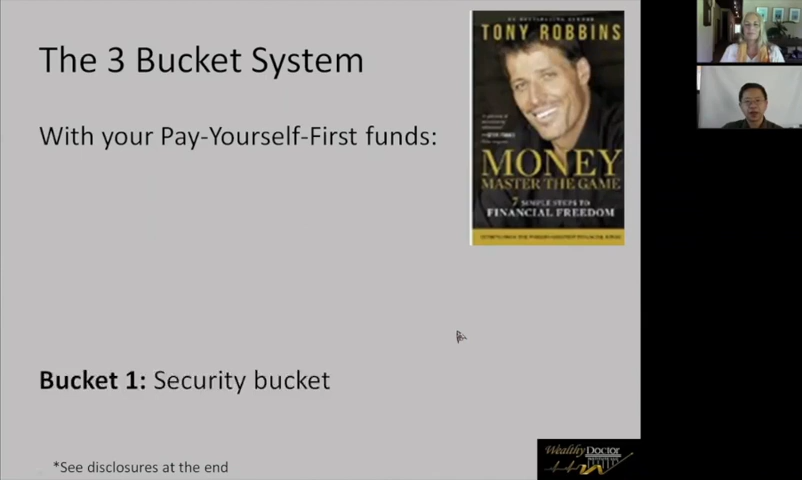 The 3 Bucket System
With your Pay-Yourself-First funds:
TONY ROBBINS
MONEY
MASTER THE GAME
7 SIMPLE STEPS TO
FINANCIAL FREEDOM
Bucket 1: Security bucket
*See disclosures at the end
Wealthy Doctor